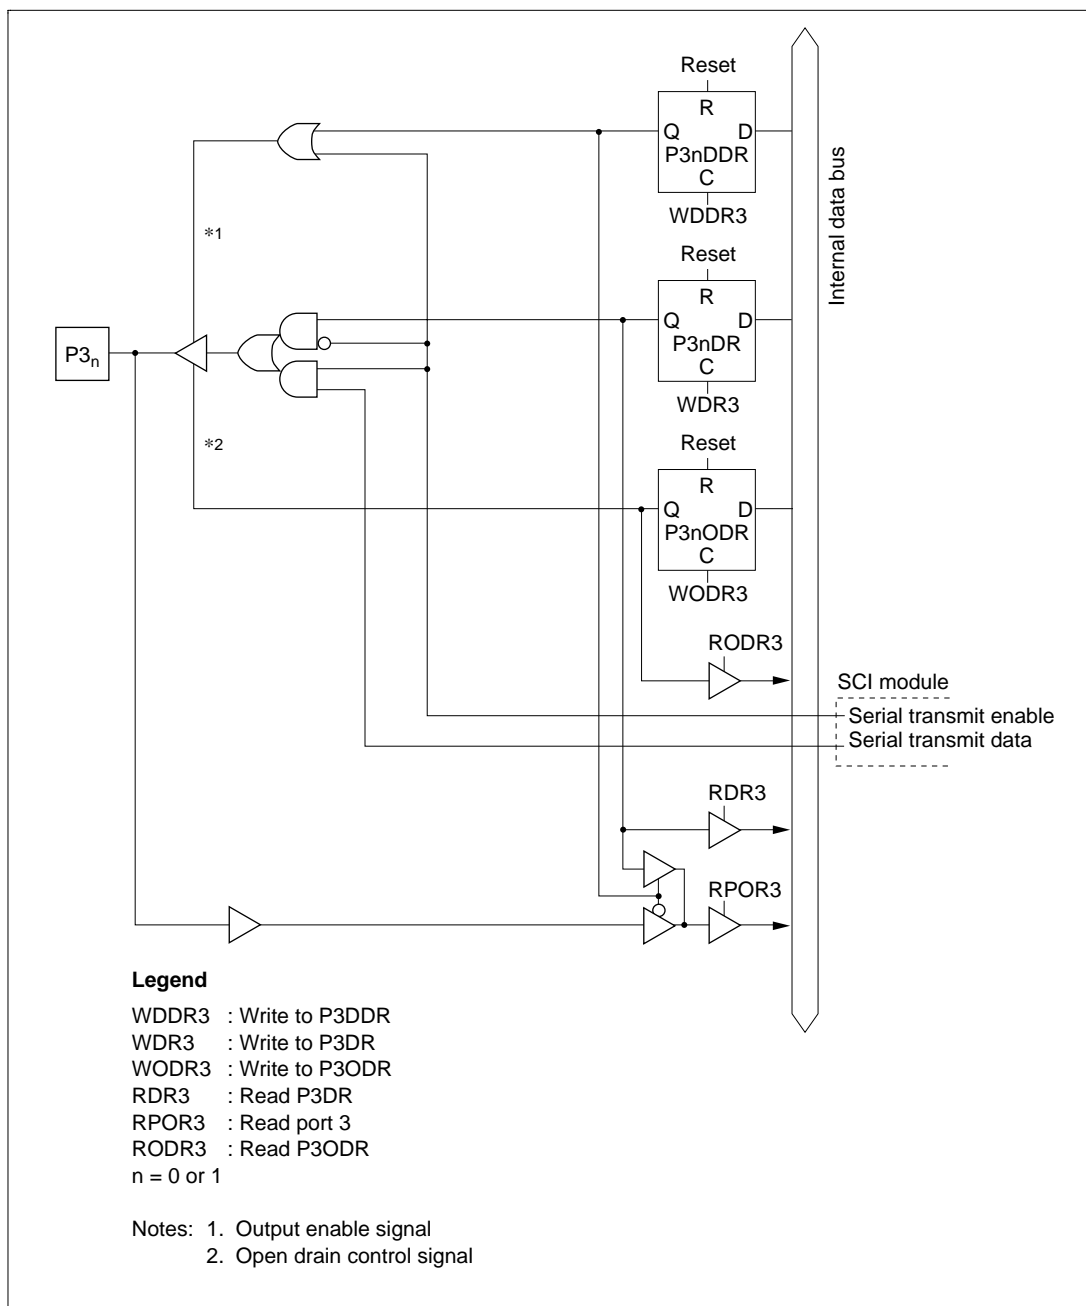 Reset
R
Q D
P3nDDR
C
WDDR3
Internal data bus
*1
Reset
R
Q D
P3nDR
C
WDR3
P3n
*2
Reset
R
Q D
P3nODR
C
WODR3
RODR3
SCI module
Serial transmit enable
Serial transmit data
RDR3
RPOR3
Legend
WDDR3 : Write to P3DDR
WDR3 : Write to P3DR
WODR3 : Write to P3ODR
RDR3 : Read P3DR
RPOR3 : Read port 3
RODR3 : Read P3ODR
n = 0 or 1
Notes: 1. Output enable signal
2. Open drain control signal